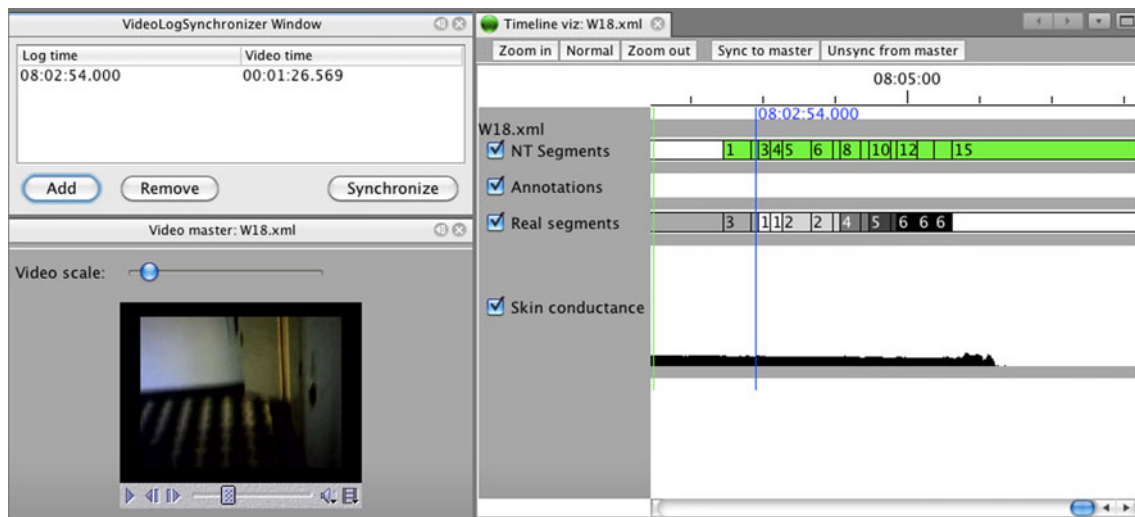 VideoLogSynchronizer Window
Log time Video time
08:02:54.000 00:01:26.569
Add Remove Synchronize
Video master: W18.xml
Video scale:
Timeline viz: W18.xml
Zoom in Normal Zoom out Sync to master Unsync from master
08:05:00
08:02:54.000
W18.xml
NT Segments 1 3 4 5 6 8 10 12 15
Annotations
Real segments 3 1 1 2 2 4 5 6 6 6
Skin conductance